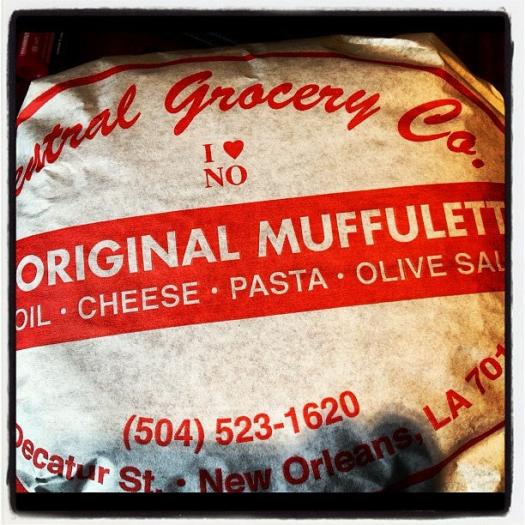 entral Grocery Co.
I ♥
NO
ORIGINAL MUFFULETT
OIL · CHEESE · PASTA · OLIVE SAL
(504) 523-1620
Decatur St. · New Orleans, LA 701